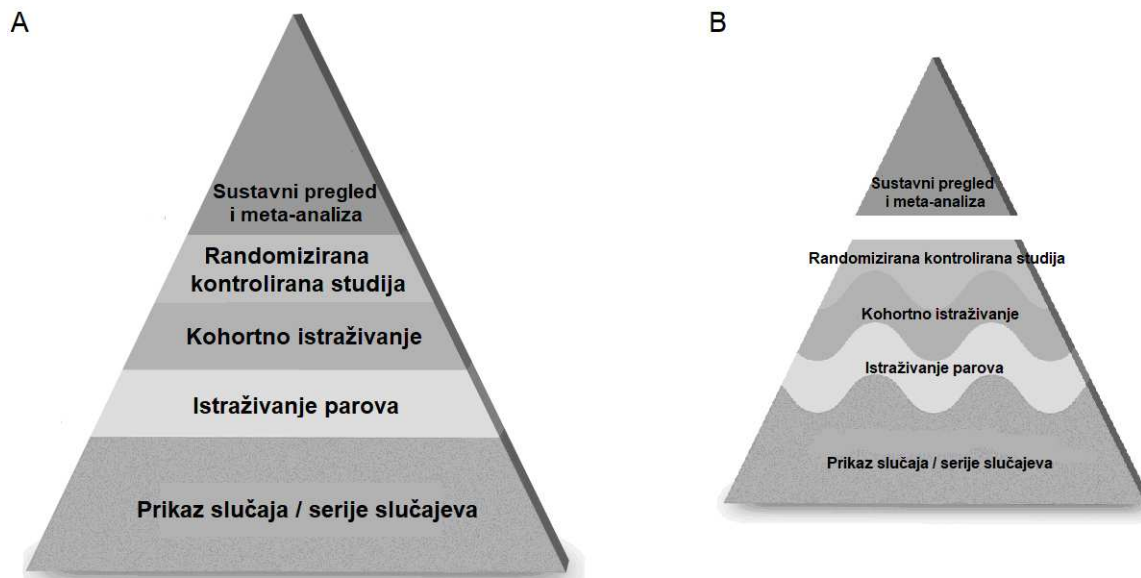 A
Sustavni pregled
i meta-analiza
Randomizirana
kontrolirana studija
Kohortno istraživanje
Istraživanje parova
Prikaz slučaja / serije slučajeva
B
Sustavni pregled
i meta-analiza
Randomizirana kontrolirana studija
Kohortno istraživanje
Istraživanje parova
Prikaz slučaja / serije slučajeva